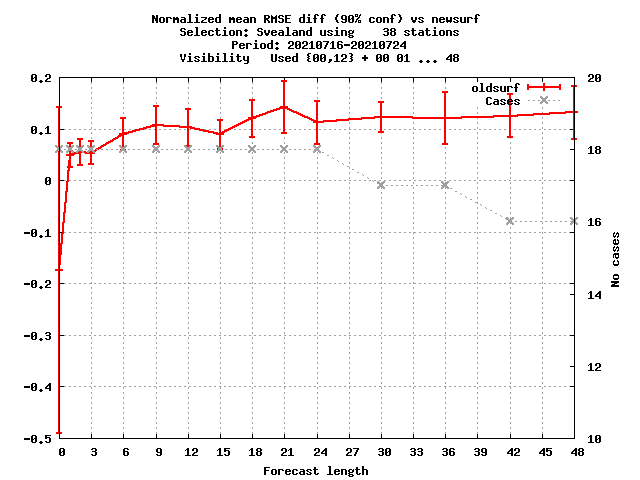 Normalized mean RMSE diff (90% conf) vs newsurf
Selection: Svealand using    38 stations
Period: 20210716-20210724
Visibility   Used {00,12} + 00 01 ... 48
oldsurf
Cases
0.2
0.1
0
-0.1
-0.2
-0.3
-0.4
-0.5
20
18
16
14
12
10
No cases
0 3 6 9 12 15 18 21 24 27 30 33 36 39 42 45 48
Forecast length